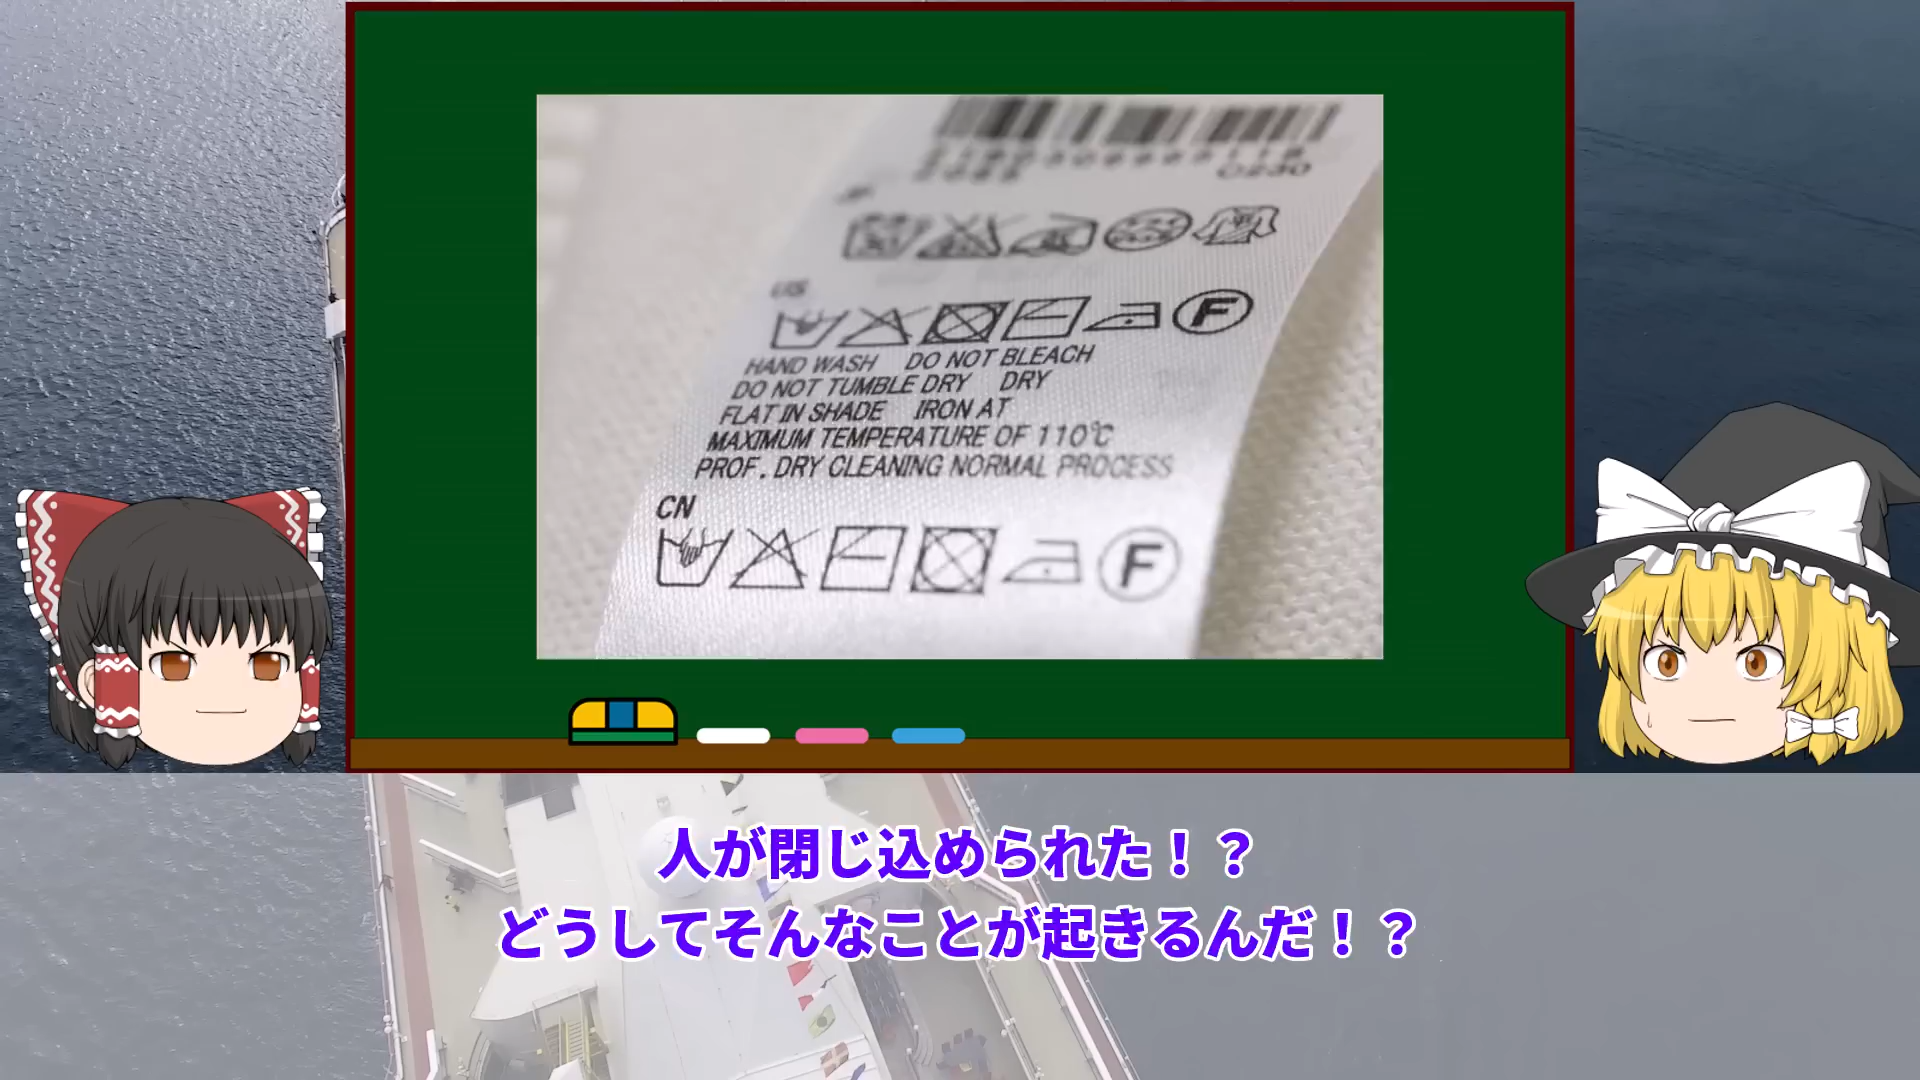 US
F
HAND WASH DO NOT BLEACH
DO NOT TUMBLE DRY DRY
FLAT IN SHADE IRON AT
MAXIMUM TEMPERATURE OF 110℃
PROF. DRY CLEANING NORMAL PROCESS
CN
F
人が閉じ込められた！？
どうしてそんなことが起きるんだ！？